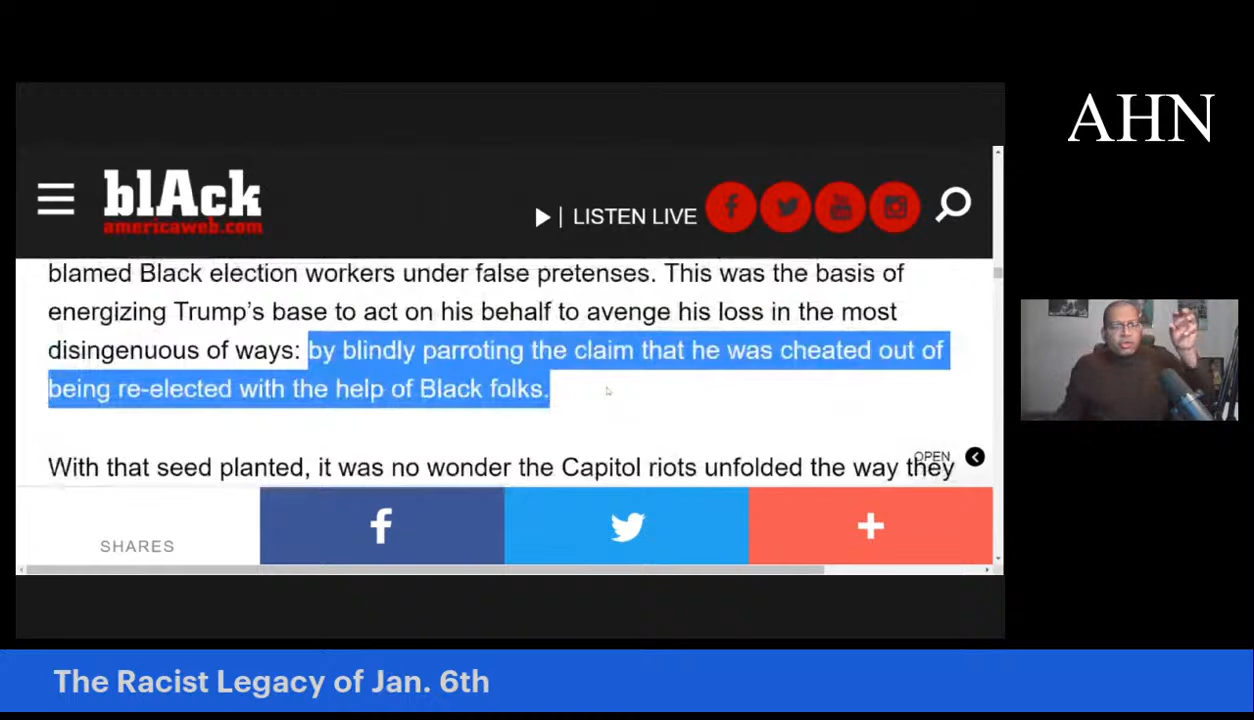 AHN
blAck
americaweb.com
| LISTEN LIVE
blamed Black election workers under false pretenses. This was the basis of
energizing Trump’s base to act on his behalf to avenge his loss in the most
disingenuous of ways: by blindly parroting the claim that he was cheated out of
being re-elected with the help of Black folks.
OPEN
With that seed planted, it was no wonder the Capitol riots unfolded the way they
SHARES
The Racist Legacy of Jan. 6th